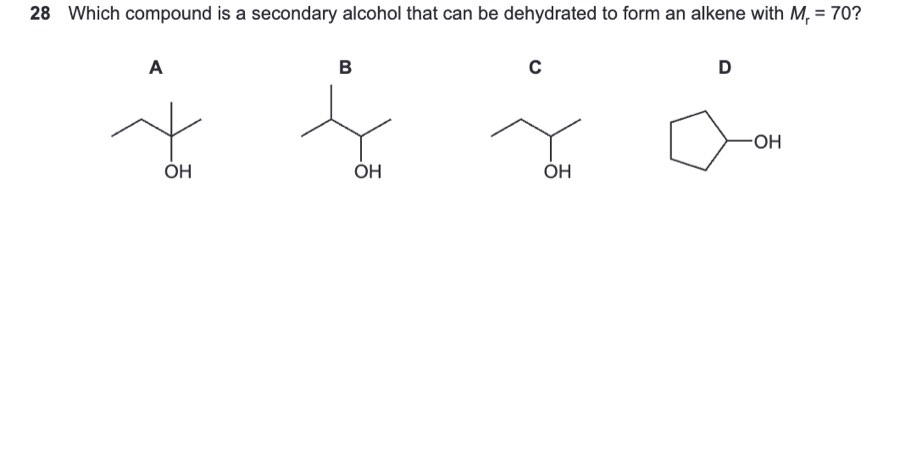 28 Which compound is a secondary alcohol that can be dehydrated to form an alkene with Mr = 70?
A B C D
OH OH OH OH